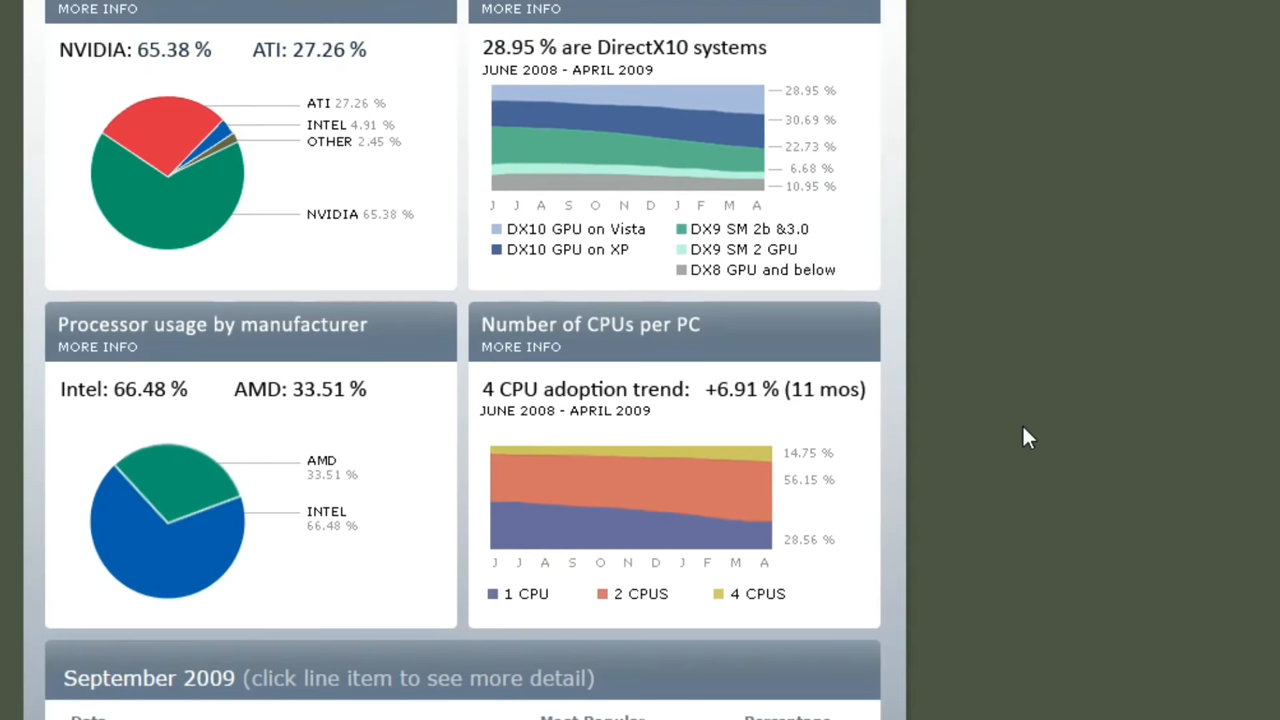 MORE INFO
NVIDIA: 65.38 % ATI: 27.26 %
ATI 27.26 %
INTEL 4.91 %
OTHER 2.45 %
NVIDIA 65.38 %
MORE INFO
28.95 % are DirectX10 systems
JUNE 2008 - APRIL 2009
28.95 %
30.69 %
22.73 %
6.68 %
10.95 %
J J A S O N D J F M A
DX10 GPU on Vista DX9 SM 2b &3.0
DX10 GPU on XP DX9 SM 2 GPU
DX8 GPU and below
Processor usage by manufacturer
MORE INFO
Intel: 66.48 % AMD: 33.51 %
AMD
33.51 %
INTEL
66.48 %
Number of CPUs per PC
MORE INFO
4 CPU adoption trend: +6.91 % (11 mos)
JUNE 2008 - APRIL 2009
14.75 %
56.15 %
28.56 %
J J A S O N D J F M A
1 CPU 2 CPUS 4 CPUS
September 2009 (click line item to see more detail)
Most Popular Percentage